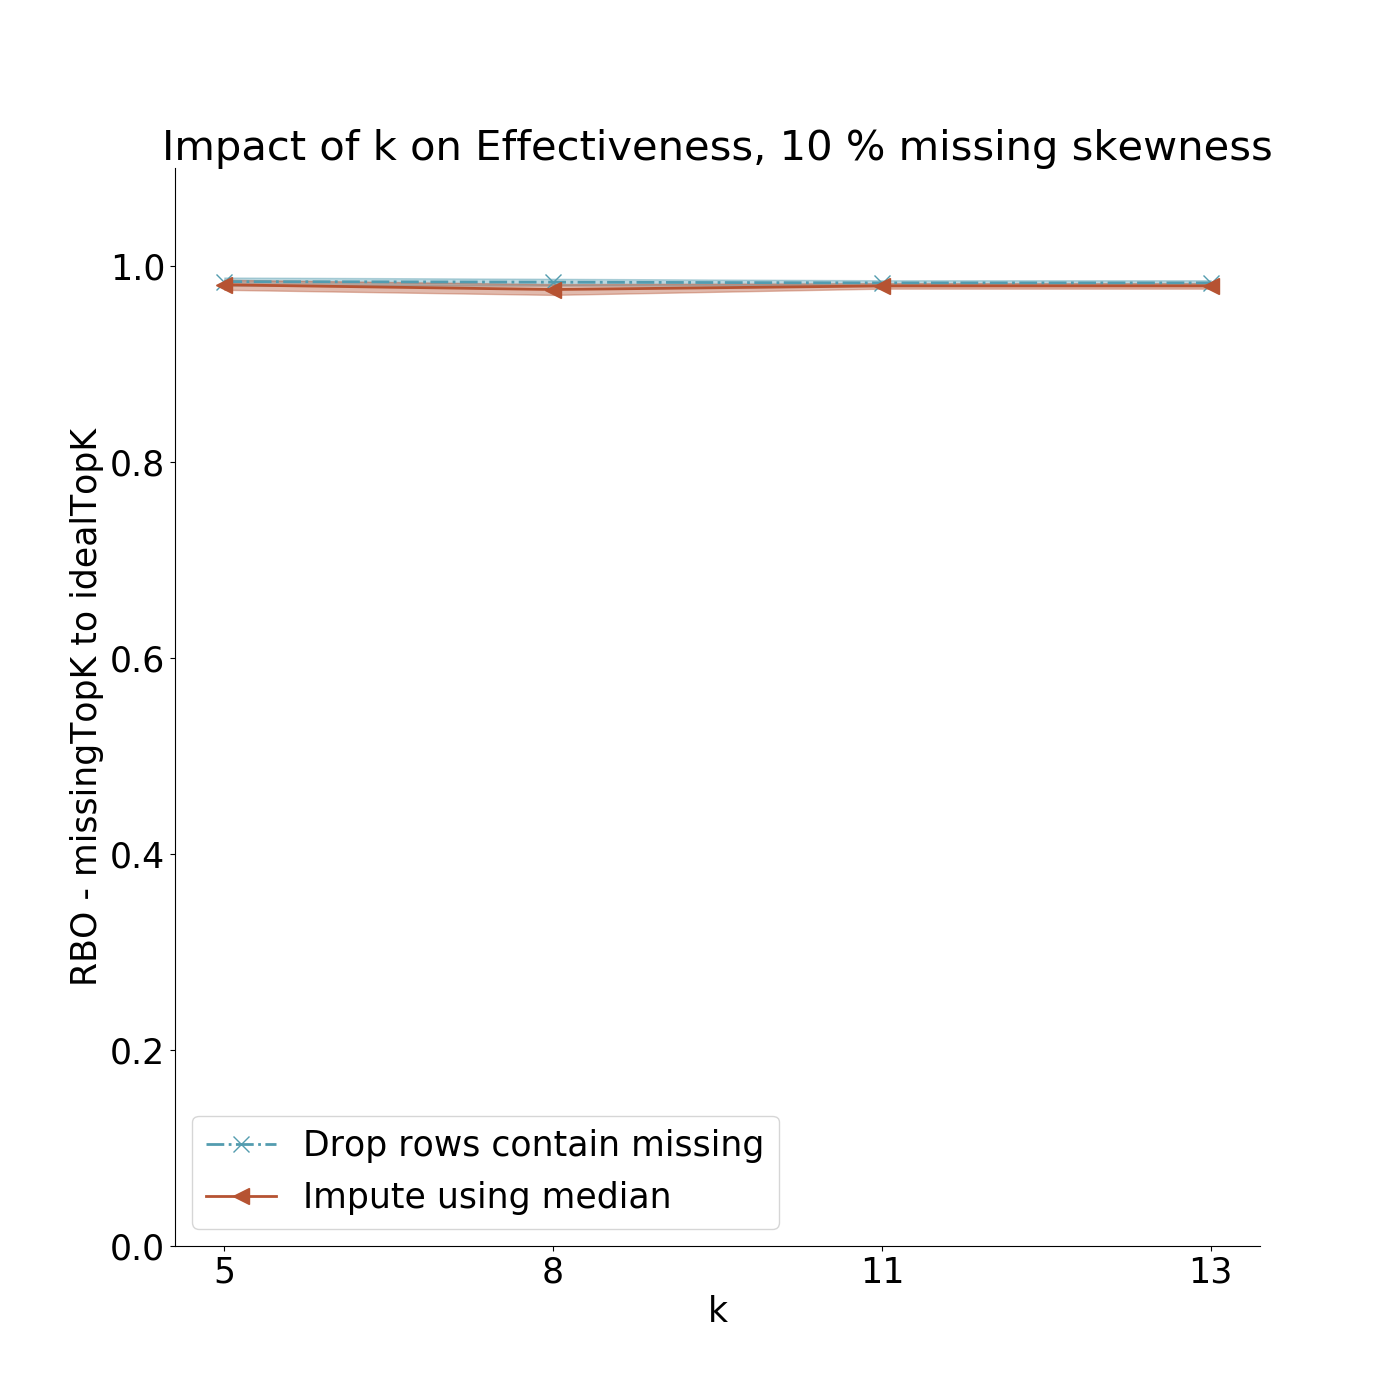 Impact of k on Effectiveness, 10 % missing skewness
RBO - missingTopK to idealTopK
1.0
0.8
0.6
0.4
0.2
0.0
Drop rows contain missing
Impute using median
5 8 11 13
k